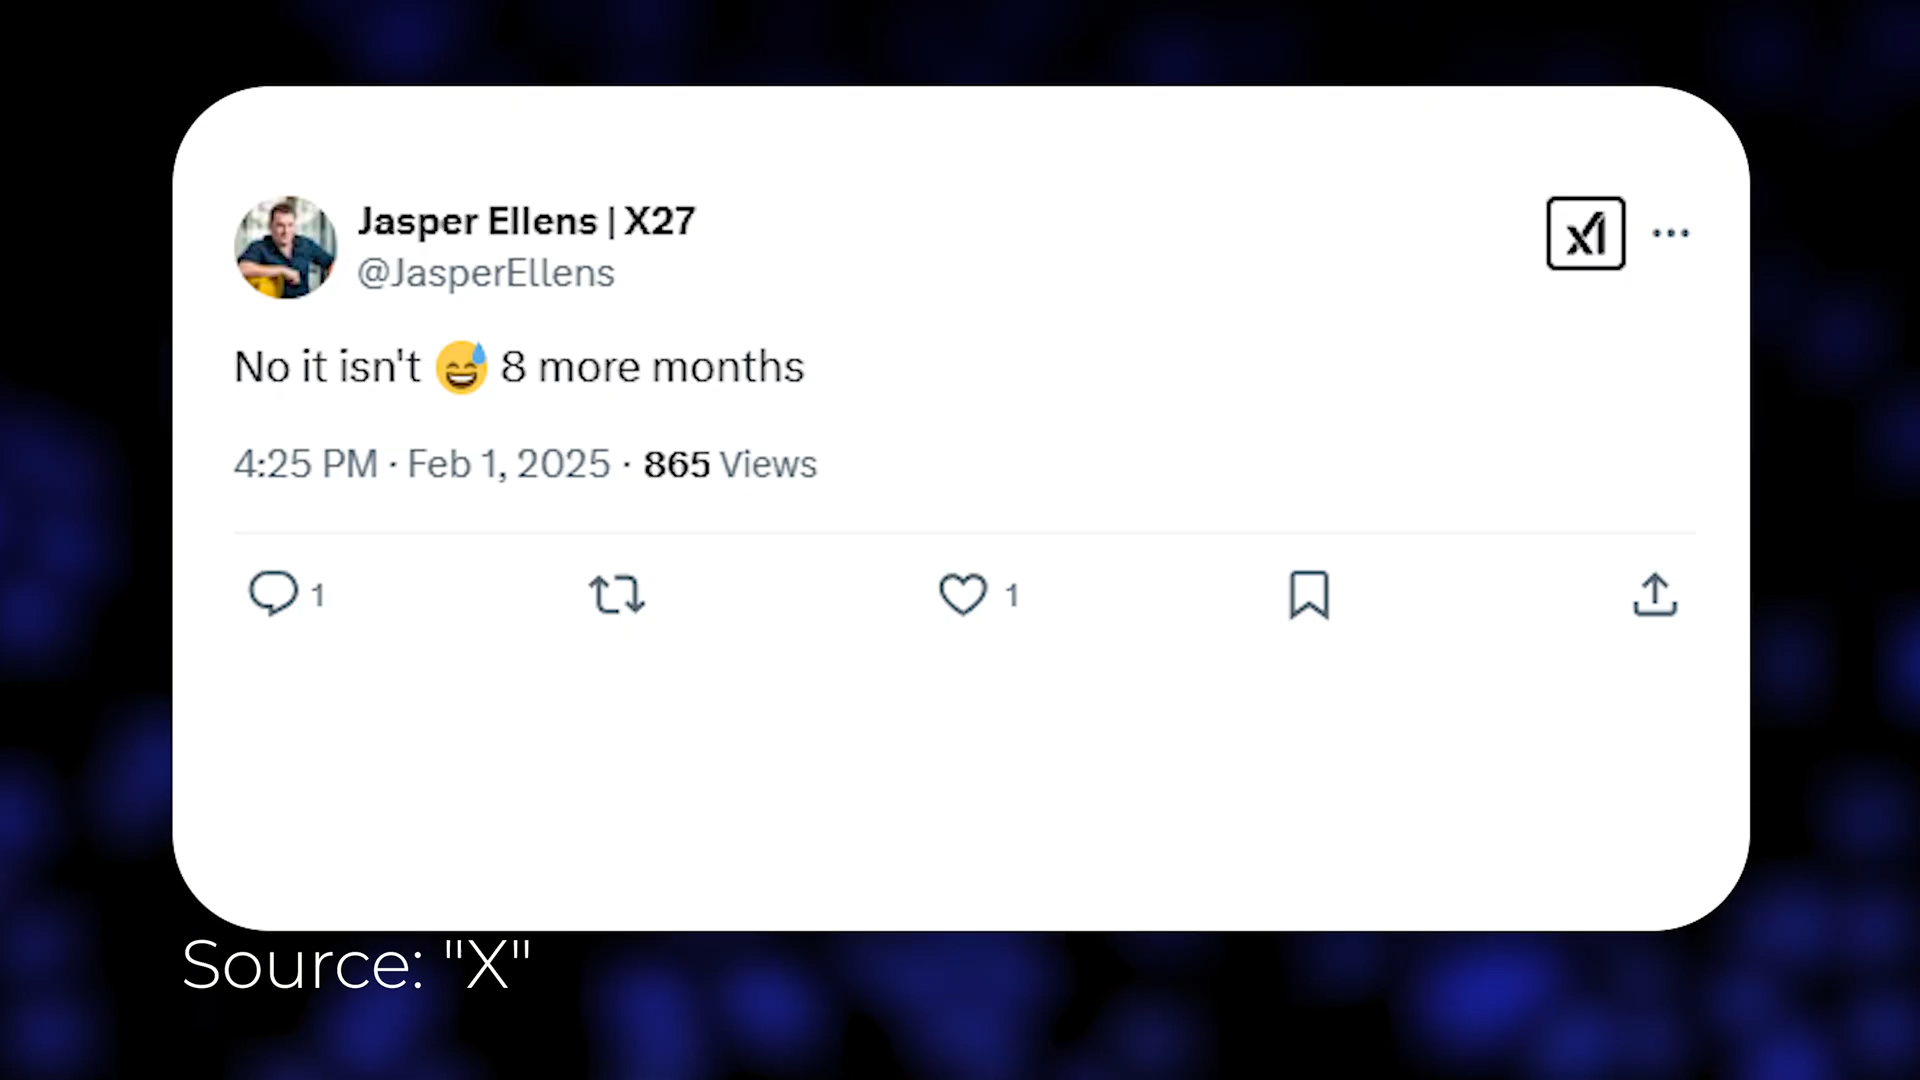 Jasper Ellens | X27
@JasperEllens
xI
No it isn't 😅 8 more months
4:25 PM · Feb 1, 2025 · 865 Views
1
1
Source: "X"